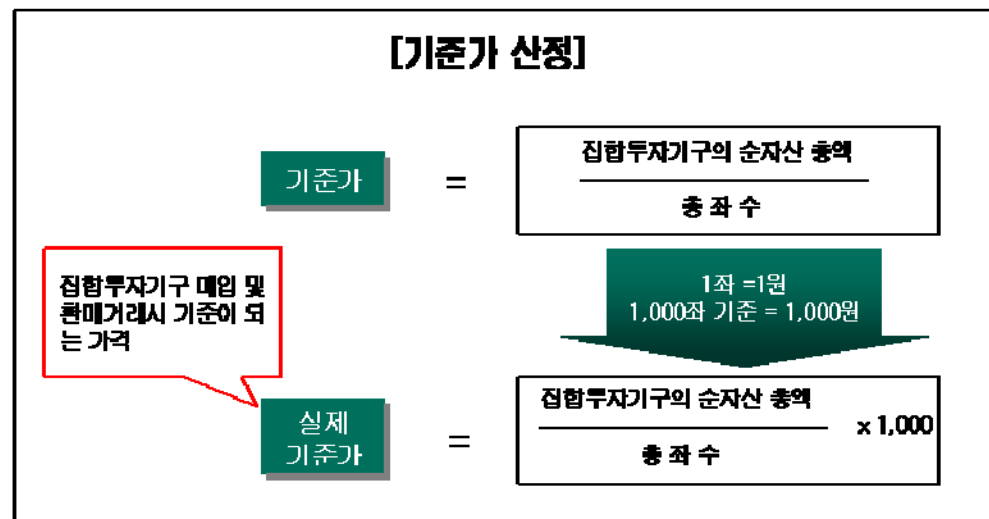 [기준가 산정]
기준가
=
집합투자기구의 순자산 총액
총 좌 수
집합투자기구 매입 및
판매거래시 기준이 되
는 가격
1좌 =1원
1,000좌 기준 = 1,000원
실제
기준가
=
집합투자기구의 순자산 총액
총 좌 수
x 1,000